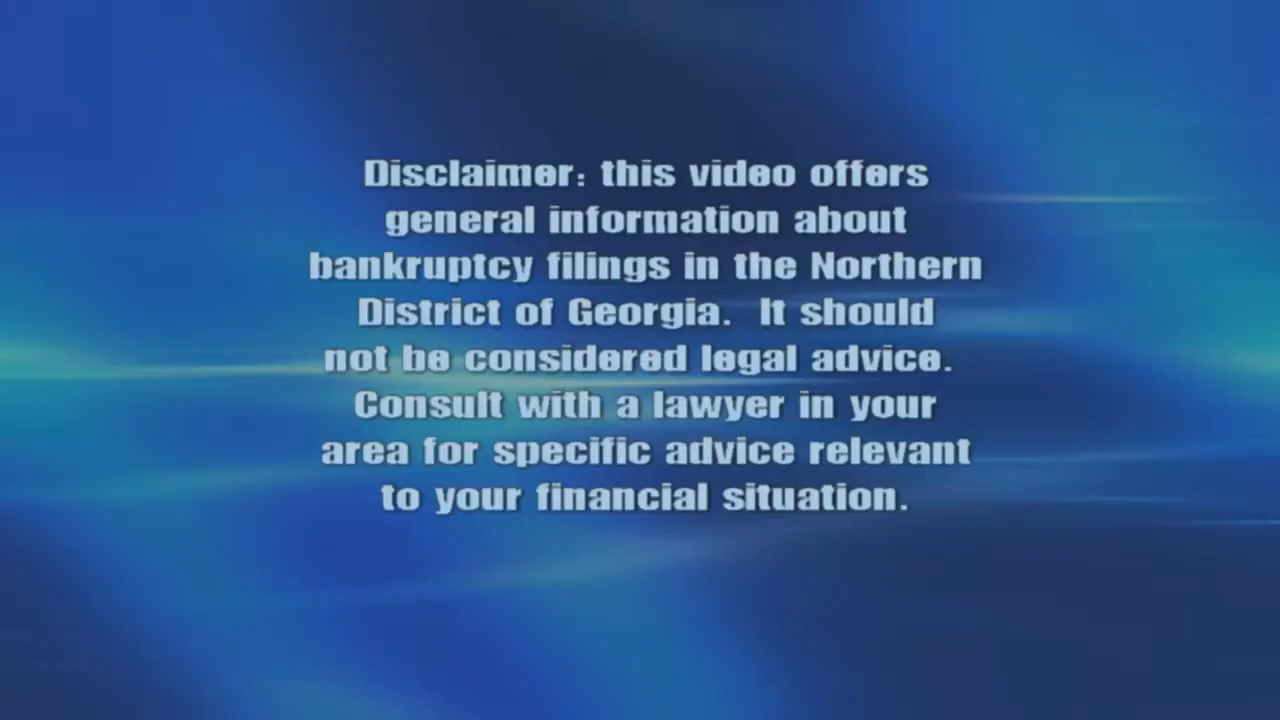 Disclaimer: this video offers
general information about
bankruptcy filings in the Northern
District of Georgia.  It should
not be considered legal advice.
Consult with a lawyer in your
area for specific advice relevant
to your financial situation.